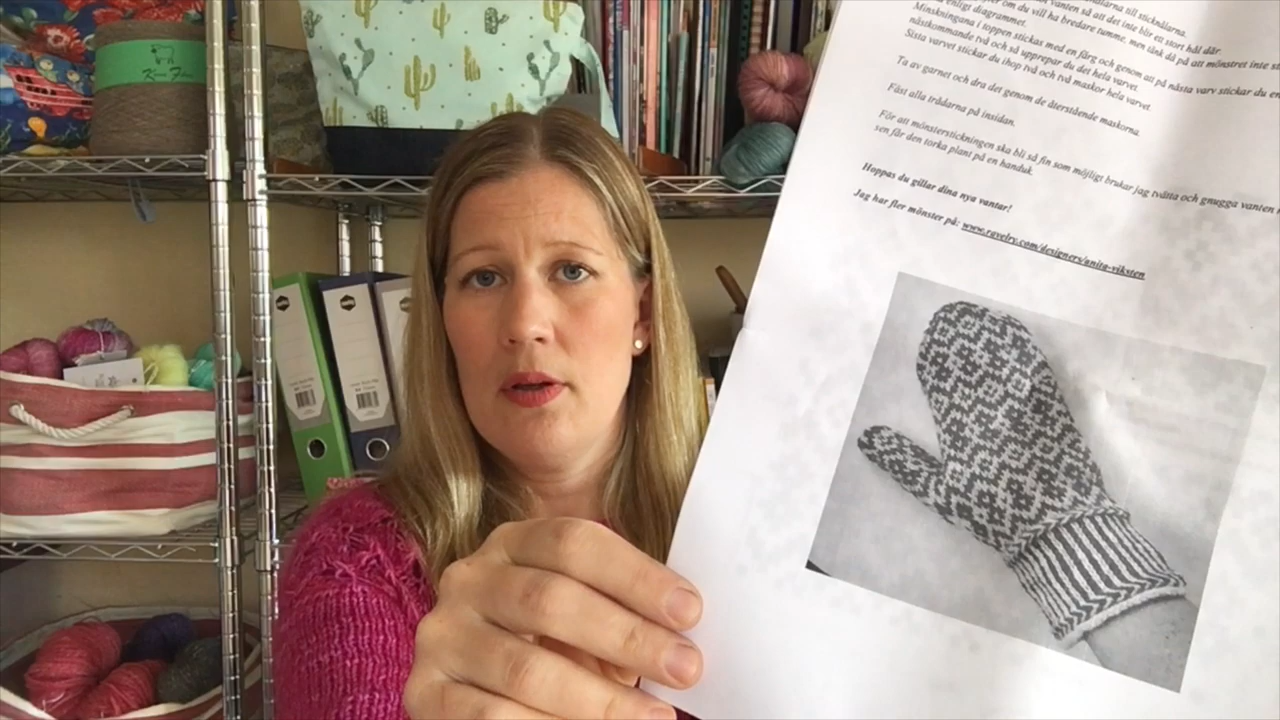 vanten så att det inte blir ett stort hål där.
om du vill ha bredare tumme, men tänk då på att mönstret inte
enligt diagrammet.
Minskningarna i toppen stickas med en färg och genom att på nästa varv stickar du
nästkommande två och så upprepar du det hela varvet.
Sista varvet stickar du ihop två och två maskor hela varvet.
Ta av garnet och dra det genom de återstående maskorna.
Fäst alla trådarna på insidan.
För att mönsterstickningen ska bli så fin som möjligt brukar jag tvätta och gnugga vanten
sen får den torka plant på en handuk.
Hoppas du gillar dina nya vantar!
Jag har fler mönster på: www.ravelry.com/designers/anita-viksten